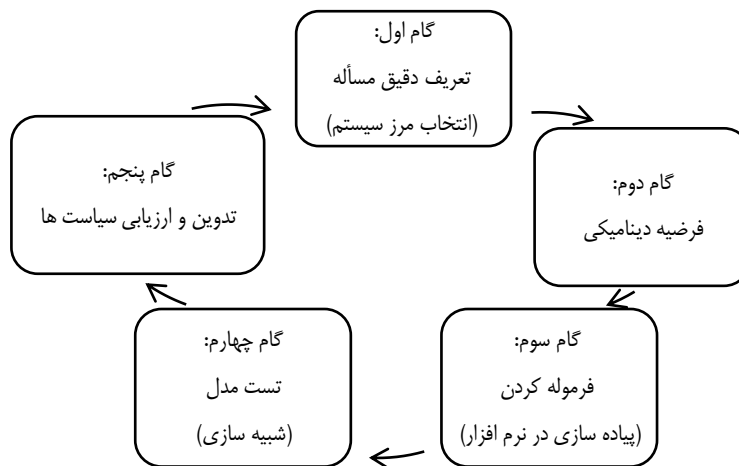 گام اول:
تعریف دقیق مسأله
(انتخاب مرز سیستم)
گام دوم:
فرضیه دینامیکی
گام سوم:
فرموله کردن
(پیاده سازی در نرم افزار)
گام چهارم:
تست مدل
(شبیه سازی)
گام پنجم:
تدوین و ارزیابی سیاست ها